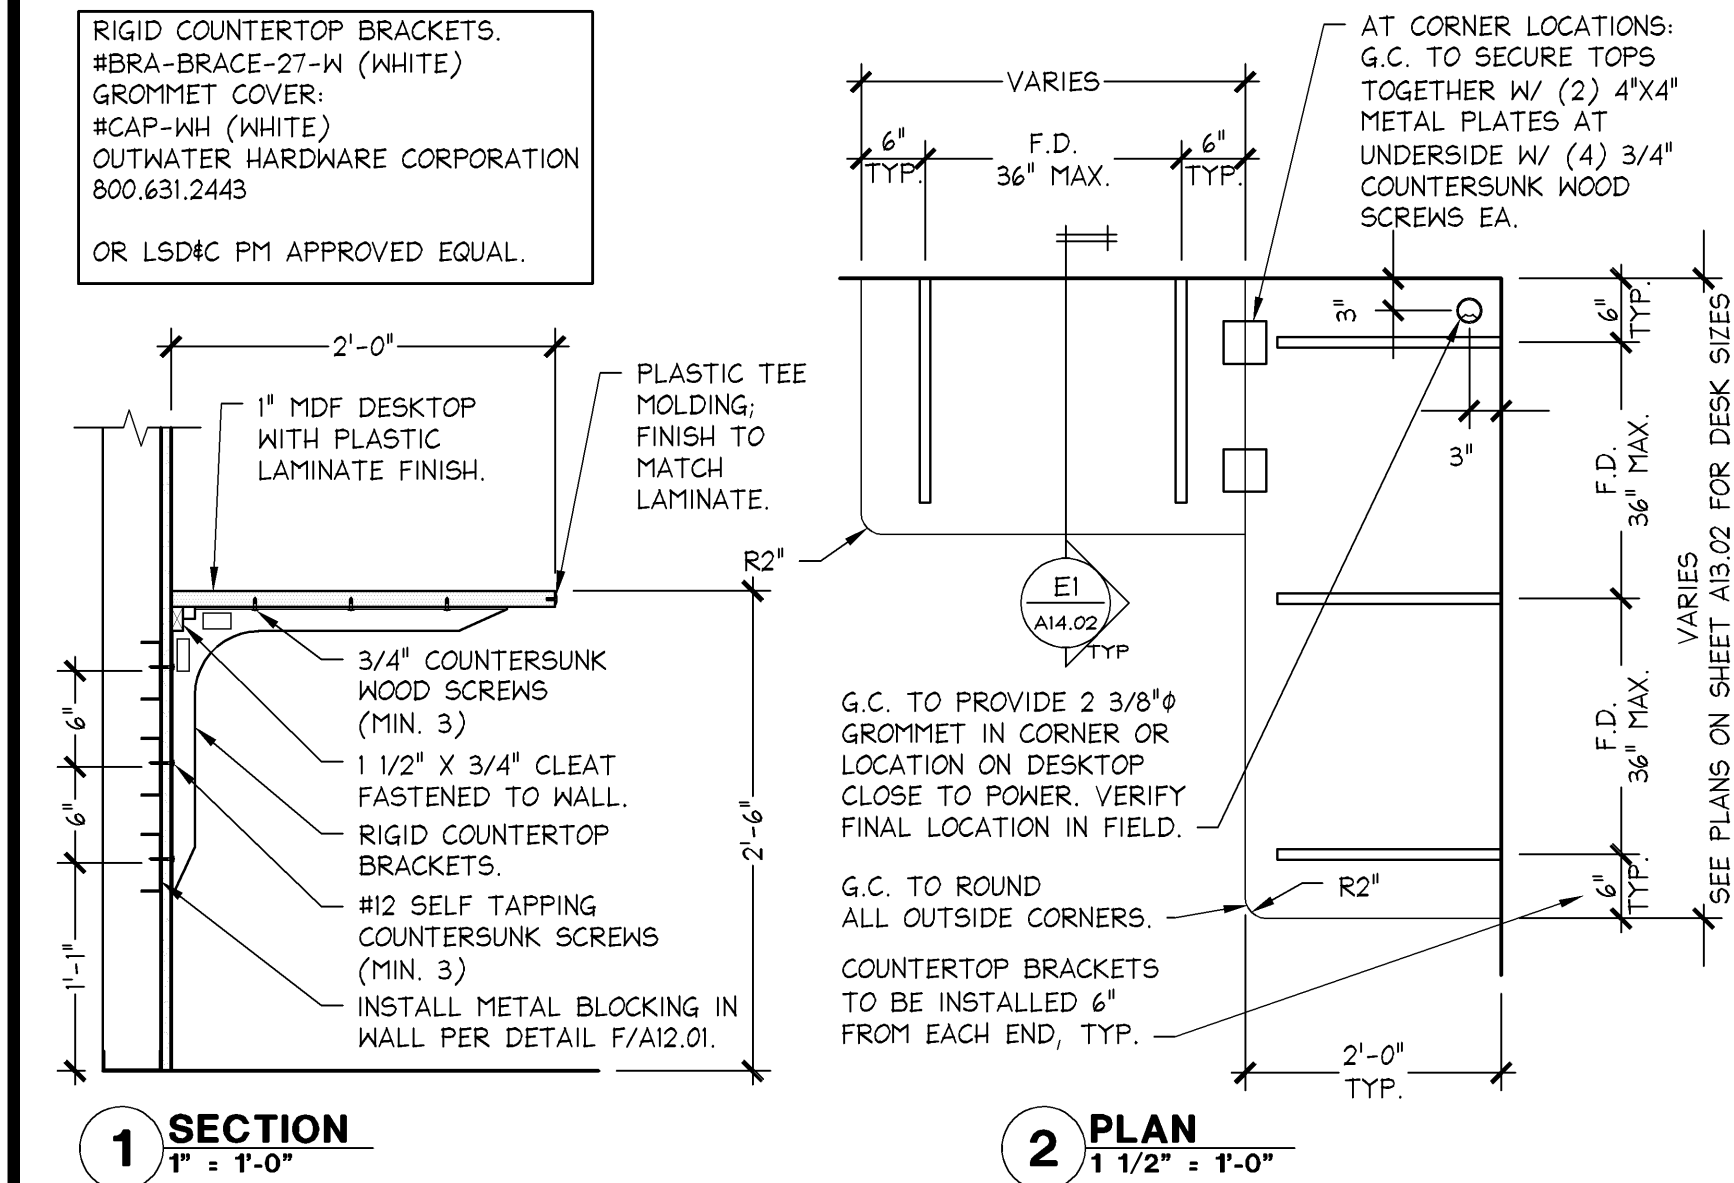 RIGID COUNTERTOP BRACKETS.
#BRA-BRACE-27-W (WHITE)
GROMMET COVER:
#CAP-WH (WHITE)
OUTWATER HARDWARE CORPORATION
800.631.2443
OR LSD&C PM APPROVED EQUAL.
2'-0"
1" MDF DESKTOP
WITH PLASTIC
LAMINATE FINISH.
PLASTIC TEE
MOLDING;
FINISH TO
MATCH
LAMINATE.
3/4" COUNTERSUNK
WOOD SCREWS
(MIN. 3)
1 1/2" X 3/4" CLEAT
FASTENED TO WALL.
RIGID COUNTERTOP
BRACKETS.
#12 SELF TAPPING
COUNTERSUNK SCREWS
(MIN. 3)
INSTALL METAL BLOCKING IN
WALL PER DETAIL F/A12.01.
6"
6"
1'-1"
2'-6"
1
SECTION
1" = 1'-0"
VARIES
6"
TYP.
F.D.
36" MAX.
6"
TYP.
AT CORNER LOCATIONS:
G.C. TO SECURE TOPS
TOGETHER W/ (2) 4"X4"
METAL PLATES AT
UNDERSIDE W/ (4) 3/4"
COUNTERSUNK WOOD
SCREWS EA.
3"
3"
R2"
E1
A14.02
TYP
G.C. TO PROVIDE 2 3/8"ϕ
GROMMET IN CORNER OR
LOCATION ON DESKTOP
CLOSE TO POWER. VERIFY
FINAL LOCATION IN FIELD.
G.C. TO ROUND
ALL OUTSIDE CORNERS.
R2"
COUNTERTOP BRACKETS
TO BE INSTALLED 6"
FROM EACH END, TYP.
6"
TYP.
F.D.
36" MAX.
F.D.
36" MAX.
6"
TYP.
VARIES
SEE PLANS ON SHEET A13.02 FOR DESK SIZES
2'-0"
TYP.
2
PLAN
1 1/2" = 1'-0"